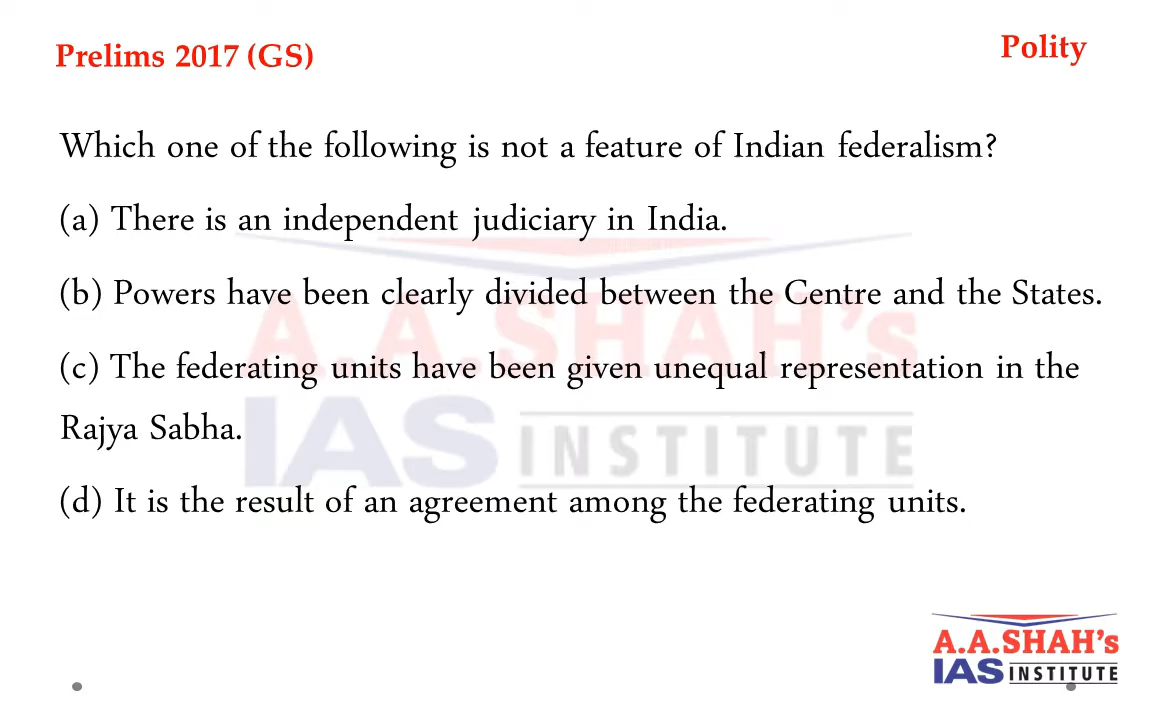 Prelims 2017 (GS)
Polity
Which one of the following is not a feature of Indian federalism?
(a) There is an independent judiciary in India.
(b) Powers have been clearly divided between the Centre and the States.
(c) The federating units have been given unequal representation in the
Rajya Sabha.
(d) It is the result of an agreement among the federating units.
A.A.SHAH's
IAS INSTITUTE
A.A.SHAH's
IAS INSTITUTE